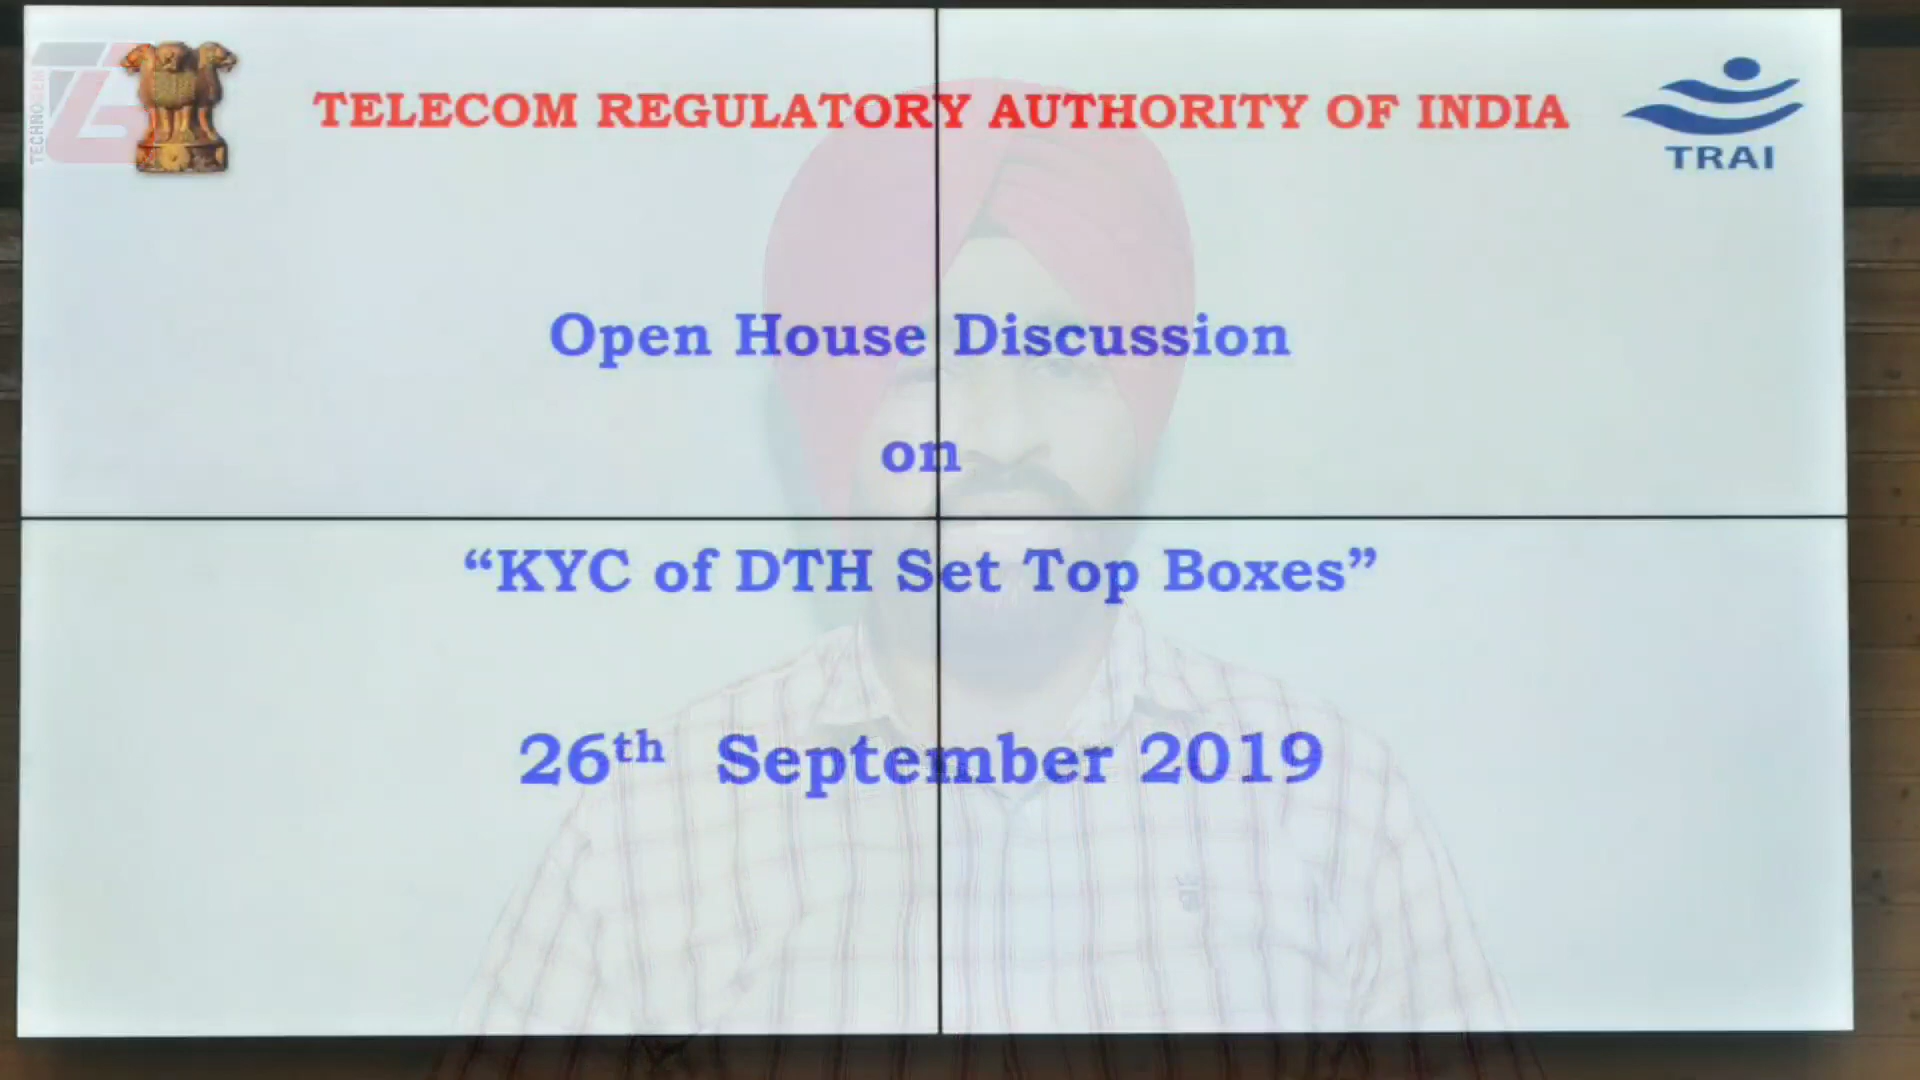 TELECOM REGULATORY AUTHORITY OF INDIA
TRAI
Open House Discussion
on
“KYC of DTH Set Top Boxes”
26th September 2019